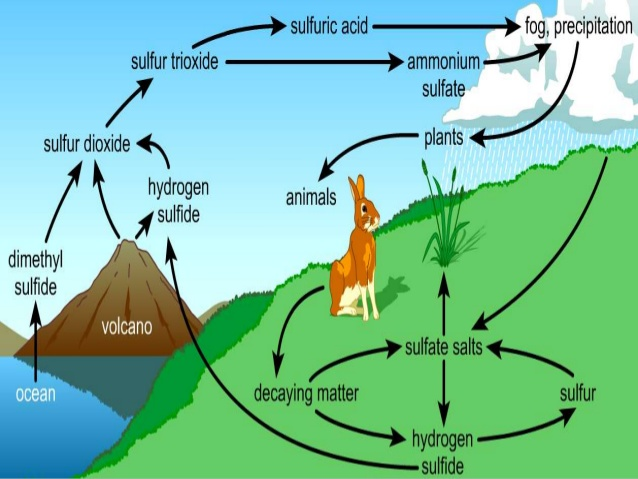 sulfuric acid
fog, precipitation
sulfur trioxide
ammonium
sulfate
sulfur dioxide
plants
hydrogen
sulfide
animals
dimethyl
sulfide
volcano
sulfate salts
ocean
decaying matter
sulfur
hydrogen
sulfide